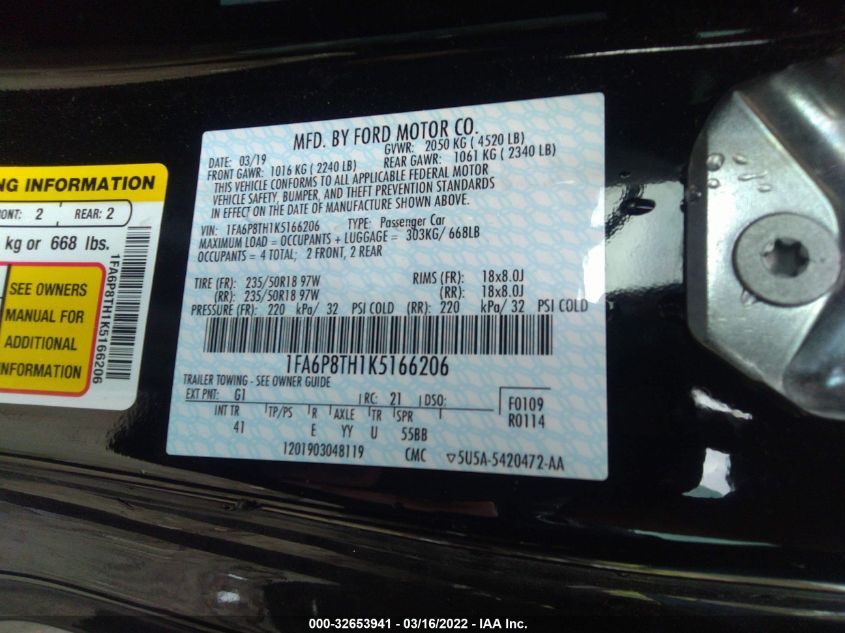 MFD. BY FORD MOTOR CO.
DATE: 03/19 GVWR: 2050 KG ( 4520 LB)
FRONT GAWR: 1016 KG ( 2240 LB) REAR GAWR: 1061 KG ( 2340 LB)
THIS VEHICLE CONFORMS TO ALL APPLICABLE FEDERAL MOTOR
VEHICLE SAFETY, BUMPER, AND THEFT PREVENTION STANDARDS
IN EFFECT ON THE DATE OF MANUFACTURE SHOWN ABOVE.
VIN: 1FA6P8TH1K5166206 TYPE: Passenger Car
MAXIMUM LOAD = OCCUPANTS + LUGGAGE = 303KG/ 668LB
OCCUPANTS = 4 TOTAL; 2 FRONT, 2 REAR
TIRE (FR): 235/50R18 97W RIMS (FR): 18x8.0J
(RR): 235/50R18 97W (RR): 18x8.0J
PRESSURE (FR): 220 kPa/ 32 PSI COLD (RR): 220 kPa/ 32 PSI COLD
1FA6P8TH1K5166206
TRAILER TOWING - SEE OWNER GUIDE
EXT PNT: G1 RC: 21 DSO:
INT TR TP/PS R AXLE TR SPR
41 E YY U 55BB
F0109
R0114
1201903048119 CMC ▽5U5A-5420472-AA
NG INFORMATION
ONT: 2 REAR: 2
kg or 668 lbs.
SEE OWNERS
MANUAL FOR
ADDITIONAL
INFORMATION
1FA6P8TH1K5166206
000-32653941 - 03/16/2022 - IAA Inc.